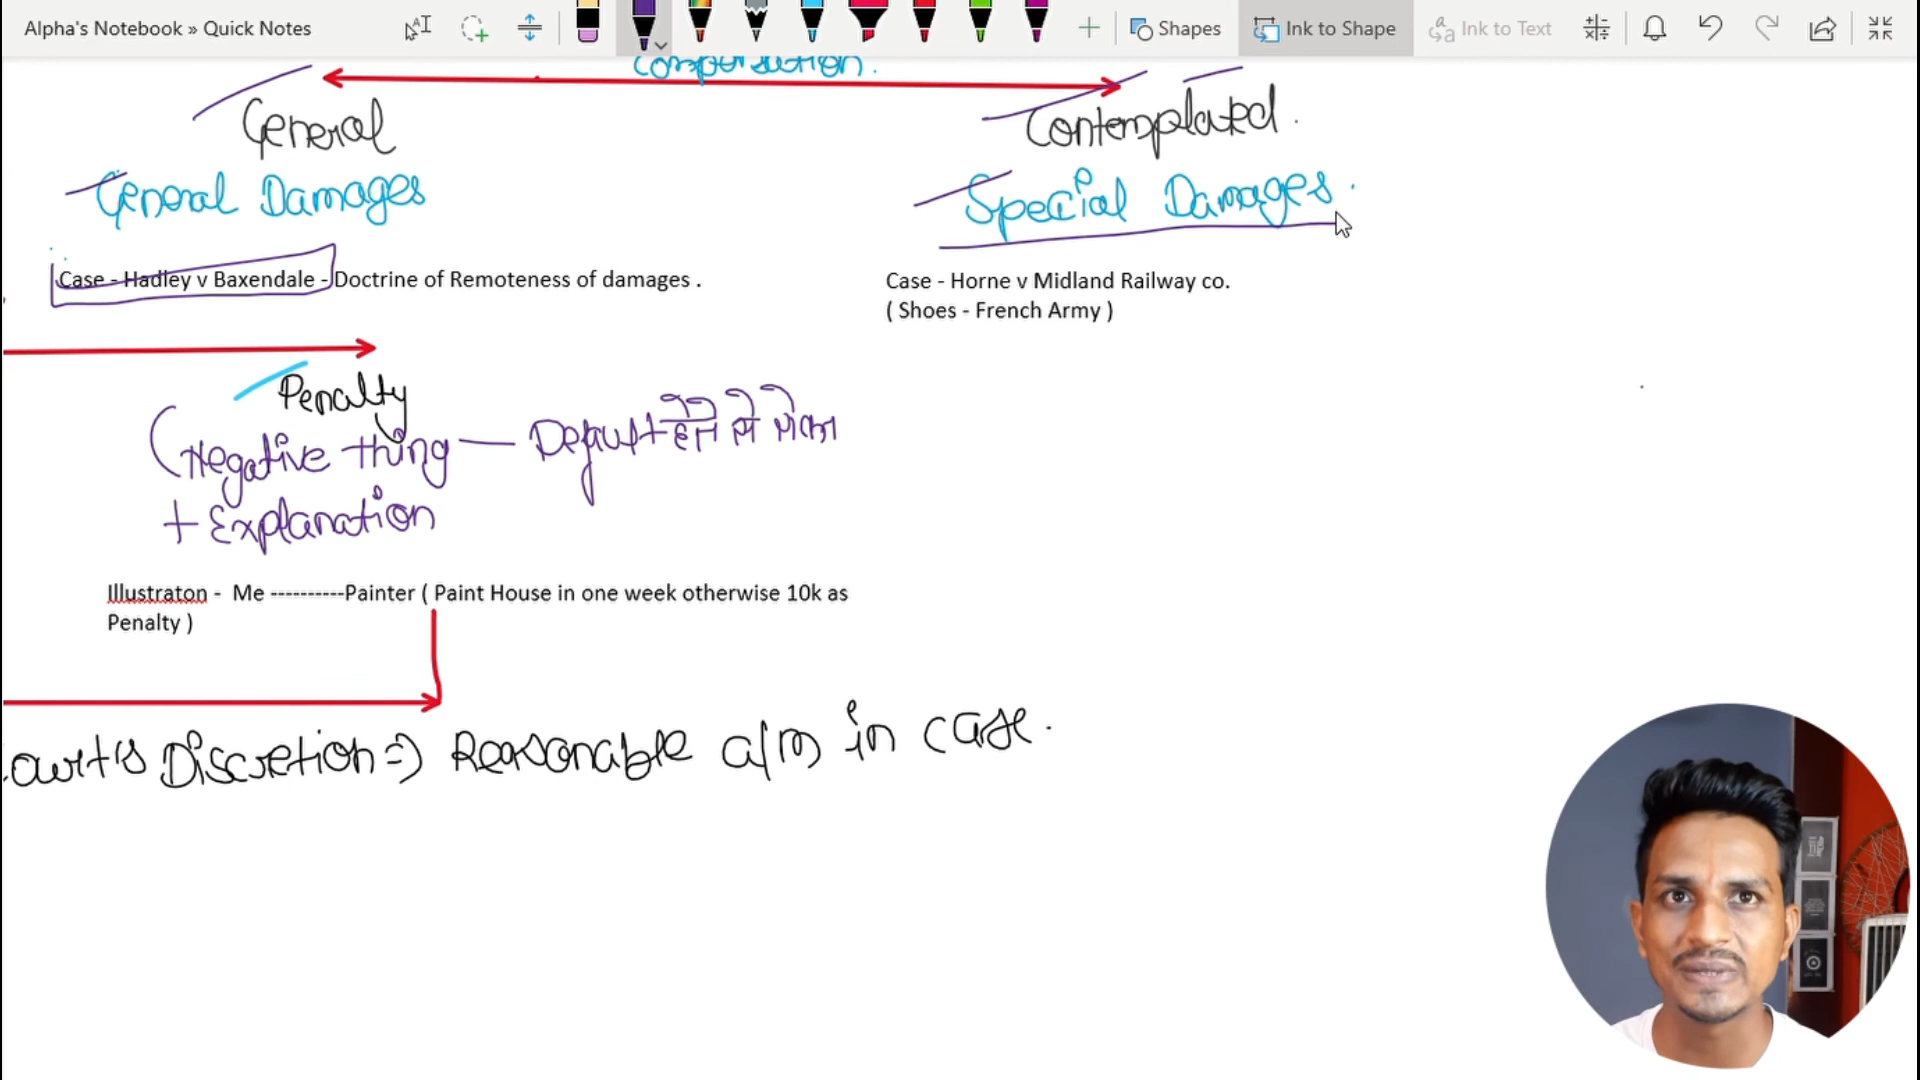 Alpha's Notebook » Quick Notes
Shapes
Ink to Shape
Ink to Text
Compensation.
General
Contemplated.
General Damages
Special Damages.
Case - Hadley v Baxendale - Doctrine of Remoteness of damages .
Case - Horne v Midland Railway co.
( Shoes - French Army )
Penalty
(Negative thing — Default
+ Explanation
Illustraton - Me ----------Painter ( Paint House in one week otherwise 10k as
Penalty )
Discretion => Reasonable a/m in case.